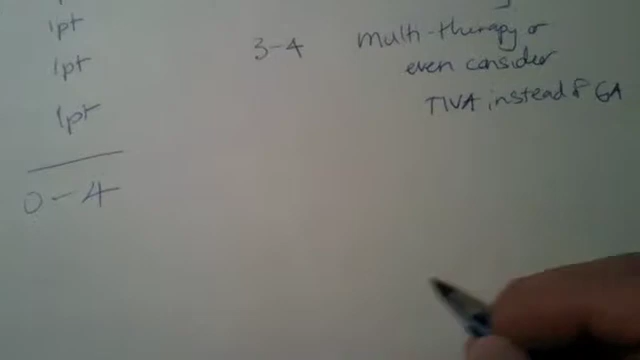 1pt
1pt
1pt
0-4
3-4 multi-therapy or
even consider
TIVA instead of GA